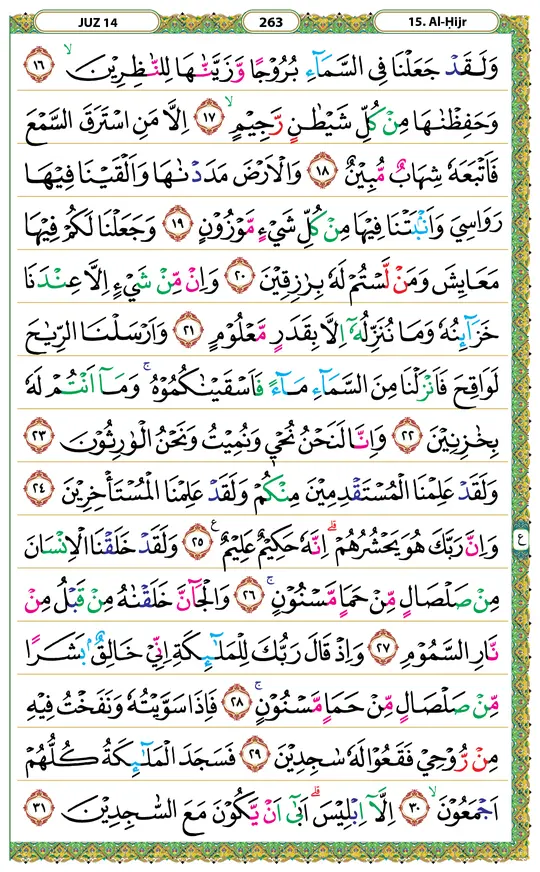 JUZ 14 263 15. Al-Ḥijr
وَلَقَدْ جَعَلْنَا فِى السَّمَاۤءِ بُرُوْجًا وَّزَيَّنّٰهَا لِلنّٰظِرِيْنَۙ ١٦
وَحَفِظْنٰهَا مِنْ كُلِّ شَيْطٰنٍ رَّجِيْمٍۙ ١٧ اِلَّا مَنِ اسْتَرَقَ السَّمْعَ
فَاَتْبَعَهٗ شِهَابٌ مُّبِيْنٌ ١٨ وَالْاَرْضَ مَدَدْنٰهَا وَاَلْقَيْنَا فِيْهَا
رَوَاسِيَ وَاَنْۢبَتْنَا فِيْهَا مِنْ كُلِّ شَيْءٍ مَّوْزُوْنٍ ١٩ وَجَعَلْنَا لَكُمْ فِيْهَا
مَعَايِشَ وَمَنْ لَّسْتُمْ لَهٗ بِرٰزِقِيْنَ ٢٠ وَاِنْ مِّنْ شَيْءٍ اِلَّا عِنْدَنَا
خَزَاۤىِٕنُهٗ وَمَا نُنَزِّلُهٗٓ اِلَّا بِقَدَرٍ مَّعْلُوْمٍ ٢١ وَاَرْسَلْنَا الرِّيٰحَ
لَوَاقِحَ فَاَنْزَلْنَا مِنَ السَّمَاۤءِ مَاۤءً فَاَسْقَيْنٰكُمُوْهُۚ وَمَآ اَنْتُمْ لَهٗ
بِخٰزِنِيْنَ ٢٢ وَاِنَّا لَنَحْنُ نُحْيٖ وَنُمِيْتُ وَنَحْنُ الْوٰرِثُوْنَ ٢٣
وَلَقَدْ عَلِمْنَا الْمُسْتَقْدِمِيْنَ مِنْكُمْ وَلَقَدْ عَلِمْنَا الْمُسْتَأْخِرِيْنَ ٢٤
وَاِنَّ رَبَّكَ هُوَ يَحْشُرُهُمْۗ اِنَّهٗ حَكِيْمٌ عَلِيْمٌ ࣖ ٢٥ وَلَقَدْ خَلَقْنَا الْاِنْسَانَ ع
مِنْ صَلْصَالٍ مِّنْ حَمَاٍ مَّسْنُوْنٍۚ ٢٦ وَالْجَاۤنَّ خَلَقْنٰهُ مِنْ قَبْلُ مِنْ
نَّارِ السَّمُوْمِ ٢٧ وَاِذْ قَالَ رَبُّكَ لِلْمَلٰۤىِٕكَةِ اِنِّيْ خَالِقٌۢ بَشَرًا
مِّنْ صَلْصَالٍ مِّنْ حَمَاٍ مَّسْنُوْنٍۚ ٢٨ فَاِذَا سَوَّيْتُهٗ وَنَفَخْتُ فِيْهِ
مِنْ رُّوْحِيْ فَقَعُوْا لَهٗ سٰجِدِيْنَ ٢٩ فَسَجَدَ الْمَلٰۤىِٕكَةُ كُلُّهُمْ
اَجْمَعُوْنَۙ ٣٠ اِلَّآ اِبْلِيْسَۗ اَبٰىٓ اَنْ يَّكُوْنَ مَعَ السّٰجِدِيْنَ ٣١